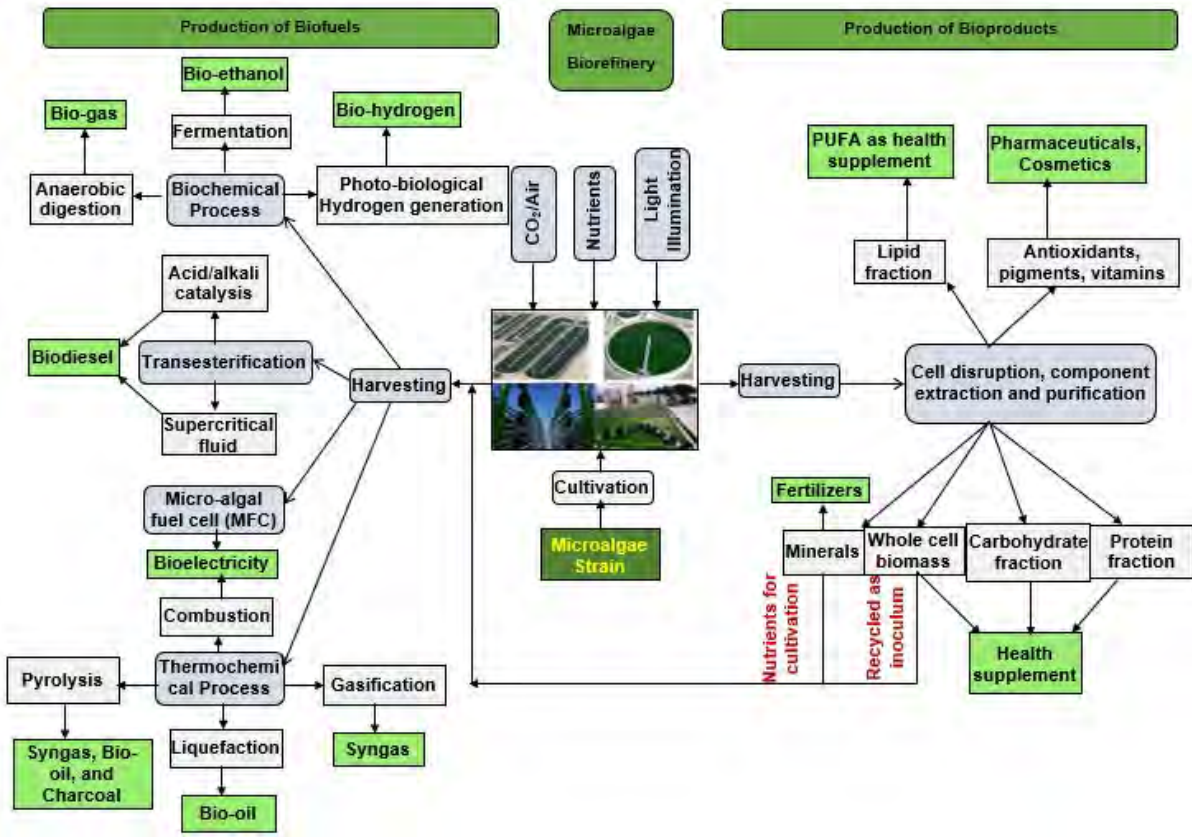 Production of Biofuels
Microalgae
Biorefinery
Production of Bioproducts
Bio-ethanol
Bio-gas
Fermentation
Bio-hydrogen
Anaerobic
digestion
Biochemical
Process
Photo-biological
Hydrogen generation
CO₂/Air
Nutrients
Light
Illumination
PUFA as health
supplement
Pharmaceuticals,
Cosmetics
Lipid
fraction
Antioxidants,
pigments, vitamins
Acid/alkali
catalysis
Biodiesel
Transesterification
Supercritical
fluid
Harvesting
Harvesting
Cell disruption, component
extraction and purification
Cultivation
Microalgae
Strain
Micro-algal
fuel cell (MFC)
Bioelectricity
Combustion
Thermochemi
cal Process
Pyrolysis
Gasification
Liquefaction
Syngas, Bio-
oil, and
Charcoal
Syngas
Bio-oil
Fertilizers
Minerals
Whole cell
biomass
Carbohydrate
fraction
Protein
fraction
Nutrients for
cultivation
Recycled as
inoculum
Health
supplement